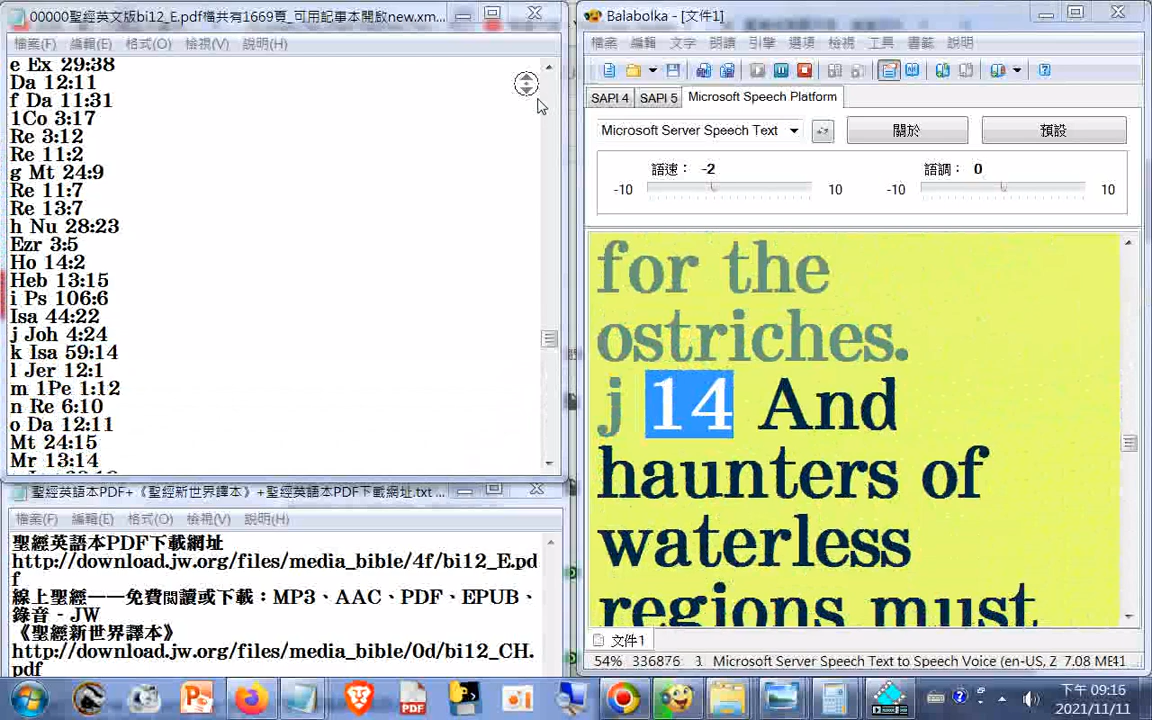 00000聖經英文版bi12_E.pdf檔共有1669頁_可用記事本開啟new.xm...
檔案(F) 編輯(E) 格式(O) 檢視(V) 說明(H)
e Ex 29:38
Da 12:11
f Da 11:31
1Co 3:17
Re 3:12
Re 11:2
g Mt 24:9
Re 11:7
Re 13:7
h Nu 28:23
Ezr 3:5
Ho 14:2
Heb 13:15
i Ps 106:6
Isa 44:22
j Joh 4:24
k Isa 59:14
l Jer 12:1
m 1Pe 1:12
n Re 6:10
o Da 12:11
Mt 24:15
Mr 13:14
聖經英語本PDF+《聖經新世界譯本》+聖經英語本PDF下載網址.txt ...
檔案(F) 編輯(E) 格式(O) 檢視(V) 說明(H)
聖經英語本PDF下載網址
http://download.jw.org/files/media_bible/4f/bi12_E.pd
f
線上聖經——免費閱讀或下載：MP3、AAC、PDF、EPUB、
錄音 - JW
《聖經新世界譯本》
http://download.jw.org/files/media_bible/0d/bi12_CH.
pdf
Balabolka - [文件1]
檔案 編輯 文字 朗讀 引擎 選項 檢視 工具 書籤 說明
SAPI 4 SAPI 5 Microsoft Speech Platform
Microsoft Server Speech Text 關於 預設
語速： -2 語調： 0
-10 10 -10 10
for the
ostriches.
j 14 And
haunters of
waterless
regions must
文件1
54% 336876 Microsoft Server Speech Text to Speech Voice (en-US, Z 7.08 ME41
下午 09:16
2021/11/11